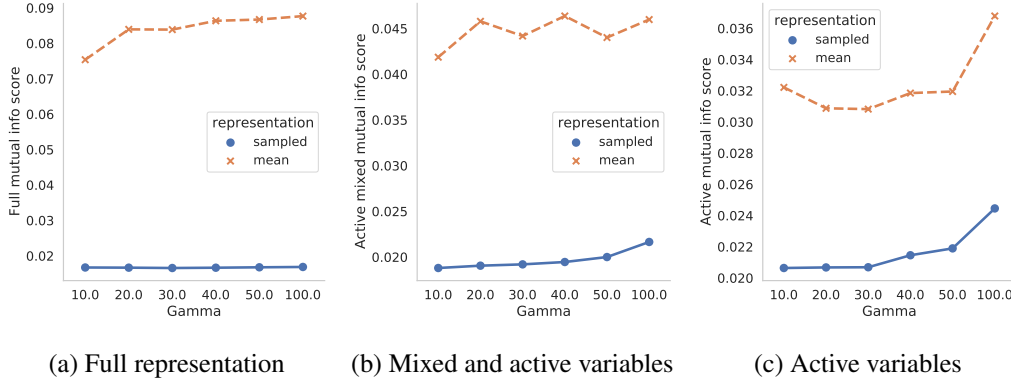 Full mutual info score
0.09
0.08
0.07
0.06
0.05
0.04
0.03
0.02
representation
sampled
mean
10.0 20.0 30.0 40.0 50.0 100.0
Gamma
(a) Full representation
Active mixed mutual info score
0.045
0.040
0.035
0.030
0.025
0.020
representation
sampled
mean
10.0 20.0 30.0 40.0 50.0 100.0
Gamma
(b) Mixed and active variables
Active mutual info score
0.036
0.034
0.032
0.030
0.028
0.026
0.024
0.022
0.020
representation
sampled
mean
10.0 20.0 30.0 40.0 50.0 100.0
Gamma
(c) Active variables